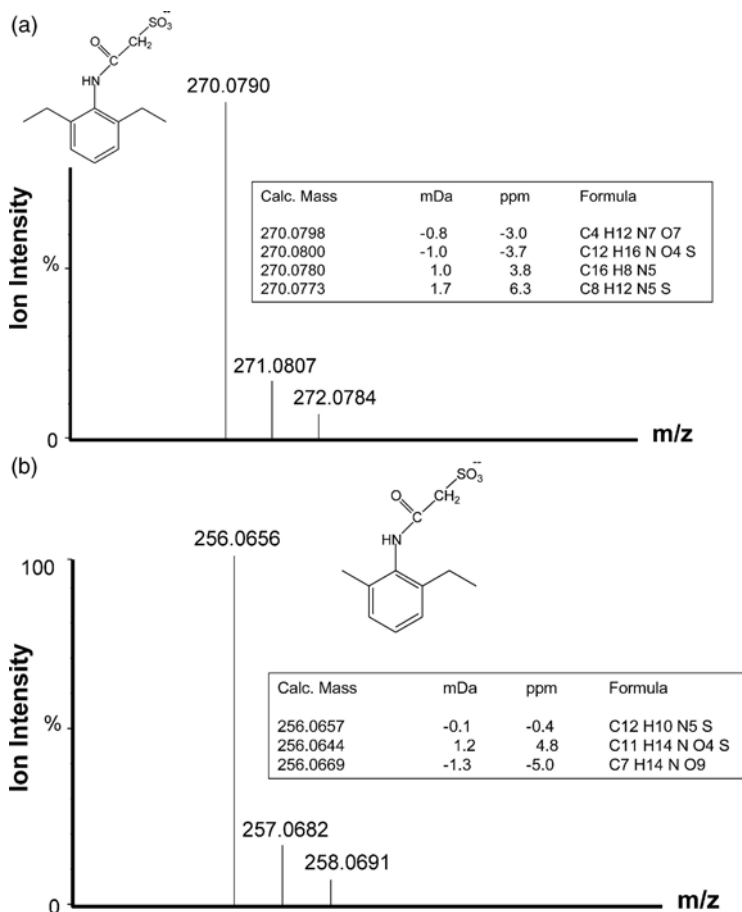 (a)
--
SO3
O
CH2
C
HN
270.0790
Calc. Mass mDa ppm Formula
270.0798 -0.8 -3.0 C4 H12 N7 O7
270.0800 -1.0 -3.7 C12 H16 N O4 S
270.0780 1.0 3.8 C16 H8 N5
270.0773 1.7 6.3 C8 H12 N5 S
Ion Intensity
%
271.0807
272.0784
0
m/z
(b)
--
SO3
O
CH2
C
HN
256.0656
100
Calc. Mass mDa ppm Formula
256.0657 -0.1 -0.4 C12 H10 N5 S
256.0644 1.2 4.8 C11 H14 N O4 S
256.0669 -1.3 -5.0 C7 H14 N O9
Ion Intensity
%
257.0682
258.0691
0
m/z